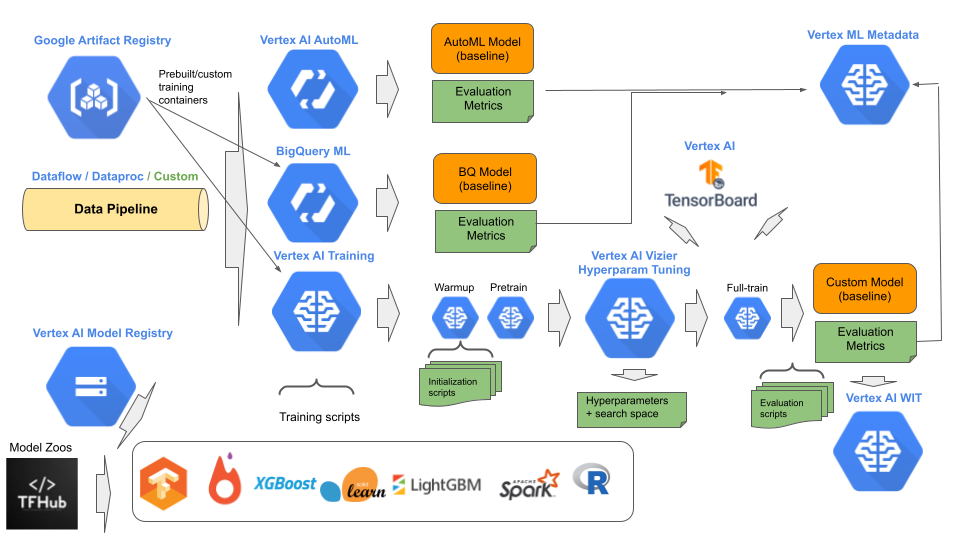 Google Artifact Registry
Vertex AI AutoML
AutoML Model
(baseline)
Vertex ML Metadata
Prebuilt/custom
training
containers
Evaluation
Metrics
BigQuery ML
BQ Model
(baseline)
Vertex AI
TensorBoard
Dataflow / Dataproc / Custom
Data Pipeline
Evaluation
Metrics
Vertex AI Training
Vertex AI Vizier
Hyperparam Tuning
Warmup
Pretrain
Full-train
Custom Model
(baseline)
Evaluation
Metrics
Vertex AI Model Registry
Initialization
scripts
Training scripts
Hyperparameters
+ search space
Evaluation
scripts
Vertex AI WIT
Model Zoos
</>
TFHub
XGBoost
learn
LightGBM
APACHE
Spark
R